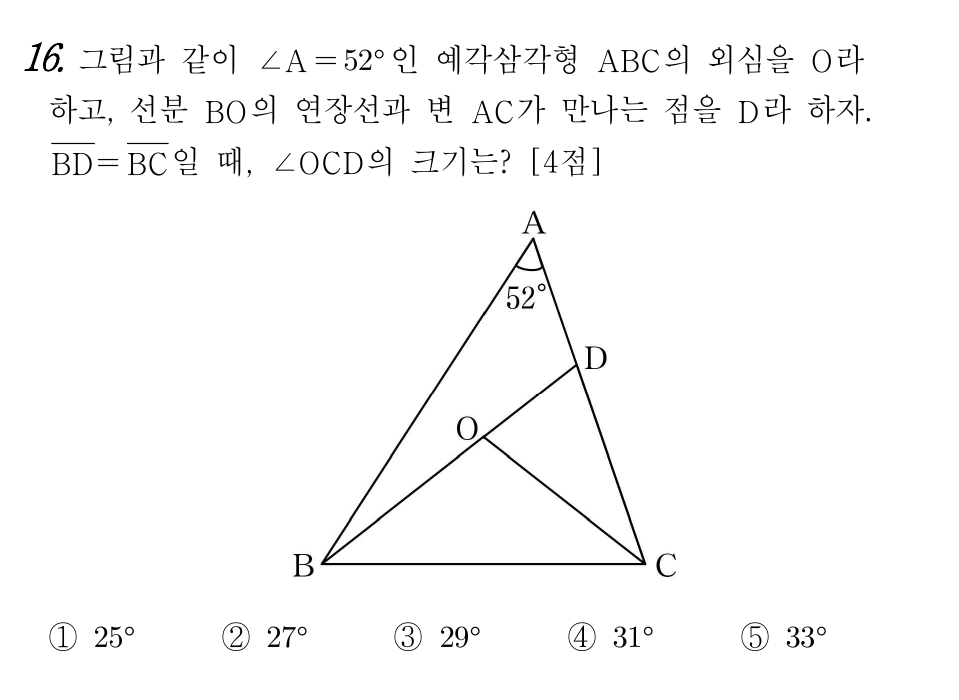 16. 그림과 같이 ∠A=52°인 예각삼각형 ABC의 외심을 O라
하고, 선분 BO의 연장선과 변 AC가 만나는 점을 D라 하자.
$\overline{BD}=\overline{BC}$일 때, ∠OCD의 크기는? [4점]
A
52°
D
O
B
C
① 25° ② 27° ③ 29° ④ 31° ⑤ 33°